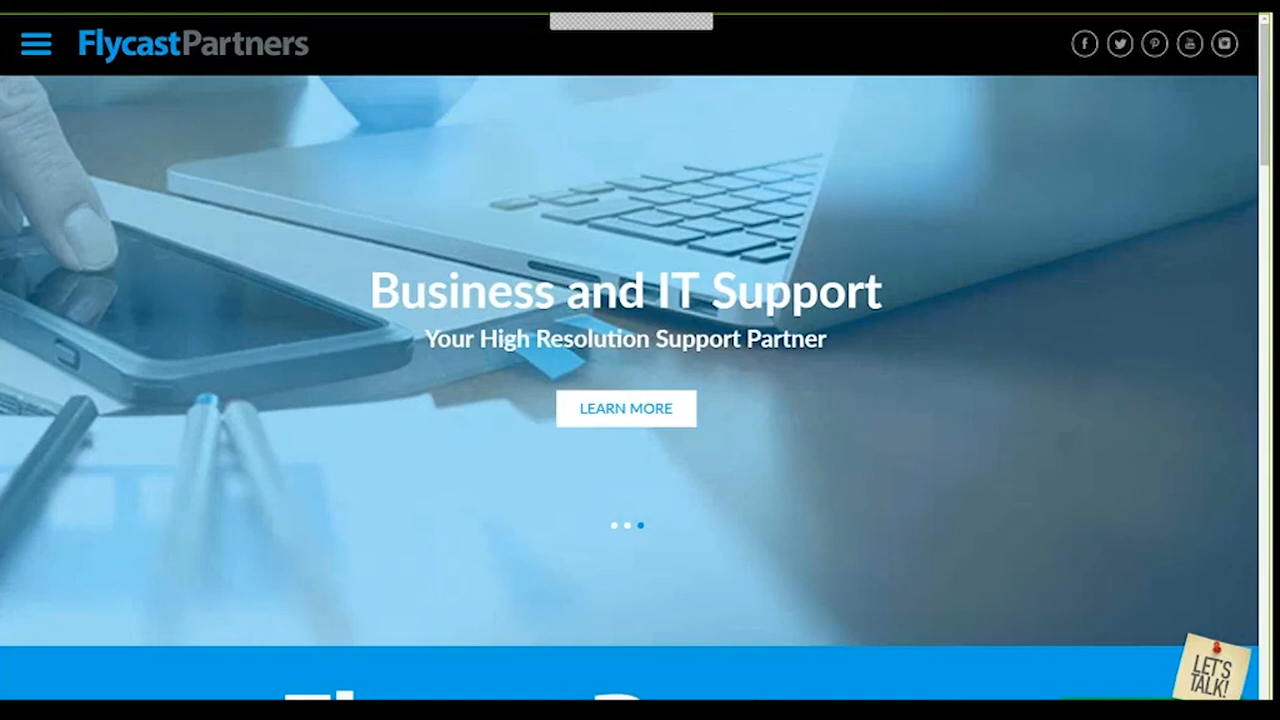 FlycastPartners
Business and IT Support
Your High Resolution Support Partner
LEARN MORE
LET'S
TALK!